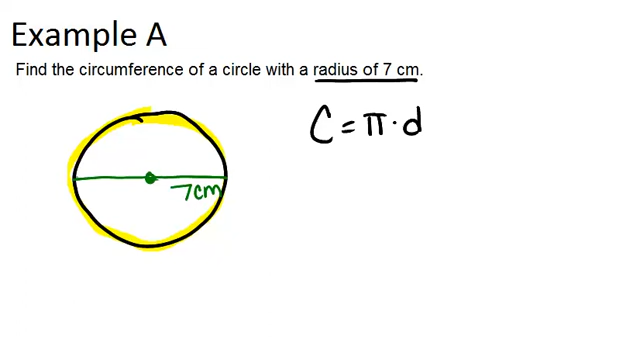 Example A
Find the circumference of a circle with a radius of 7 cm.
C = π · d
7cm